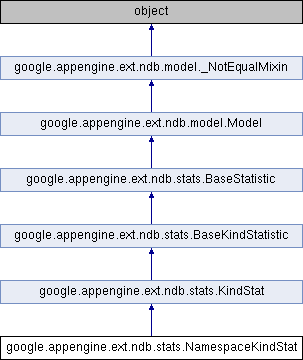 object
google.appengine.ext.ndb.model._NotEqualMixin
google.appengine.ext.ndb.model.Model
google.appengine.ext.ndb.stats.BaseStatistic
google.appengine.ext.ndb.stats.BaseKindStatistic
google.appengine.ext.ndb.stats.KindStat
google.appengine.ext.ndb.stats.NamespaceKindStat